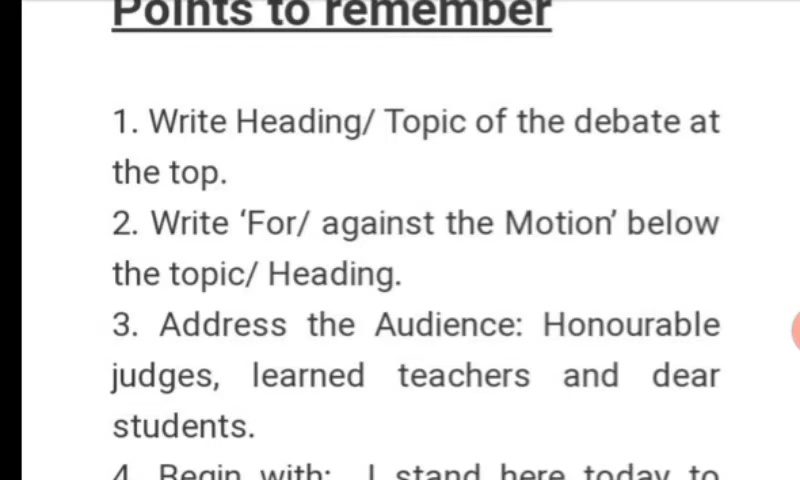 Points to remember
1. Write Heading/ Topic of the debate at
the top.
2. Write ‘For/ against the Motion’ below
the topic/ Heading.
3. Address the Audience: Honourable
judges, learned teachers and dear
students.
4. Begin with: I stand here today to